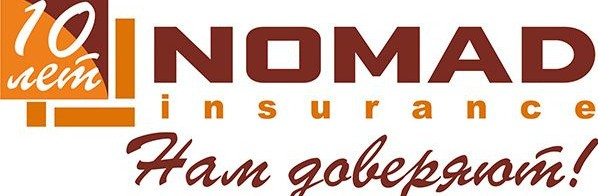 10
лет
NOMAD
insurance
Нам доверяют!